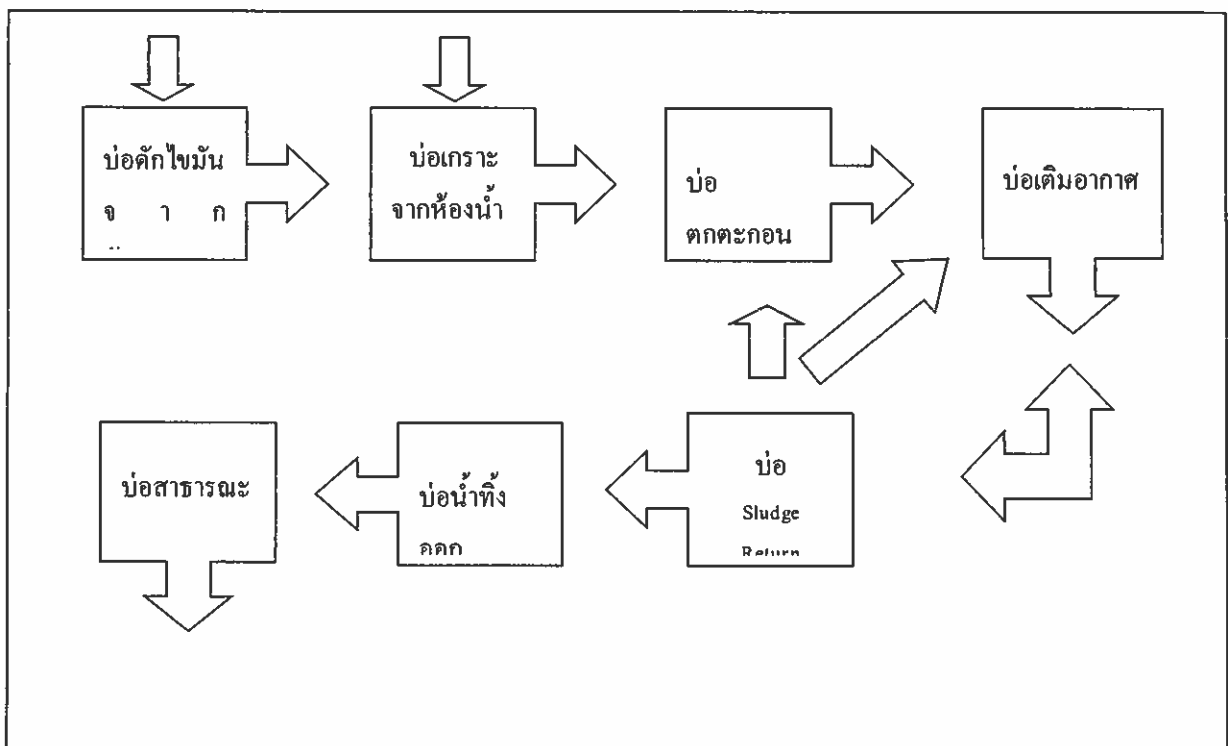 บ่อดักไขมัน
จาก
บ่อเกราะ
จากห้องน้ำ
บ่อ
ตกตะกอน
บ่อเติมอากาศ
บ่อสาธารณะ
บ่อน้ำทิ้ง
บ่อ
Sludge
Return